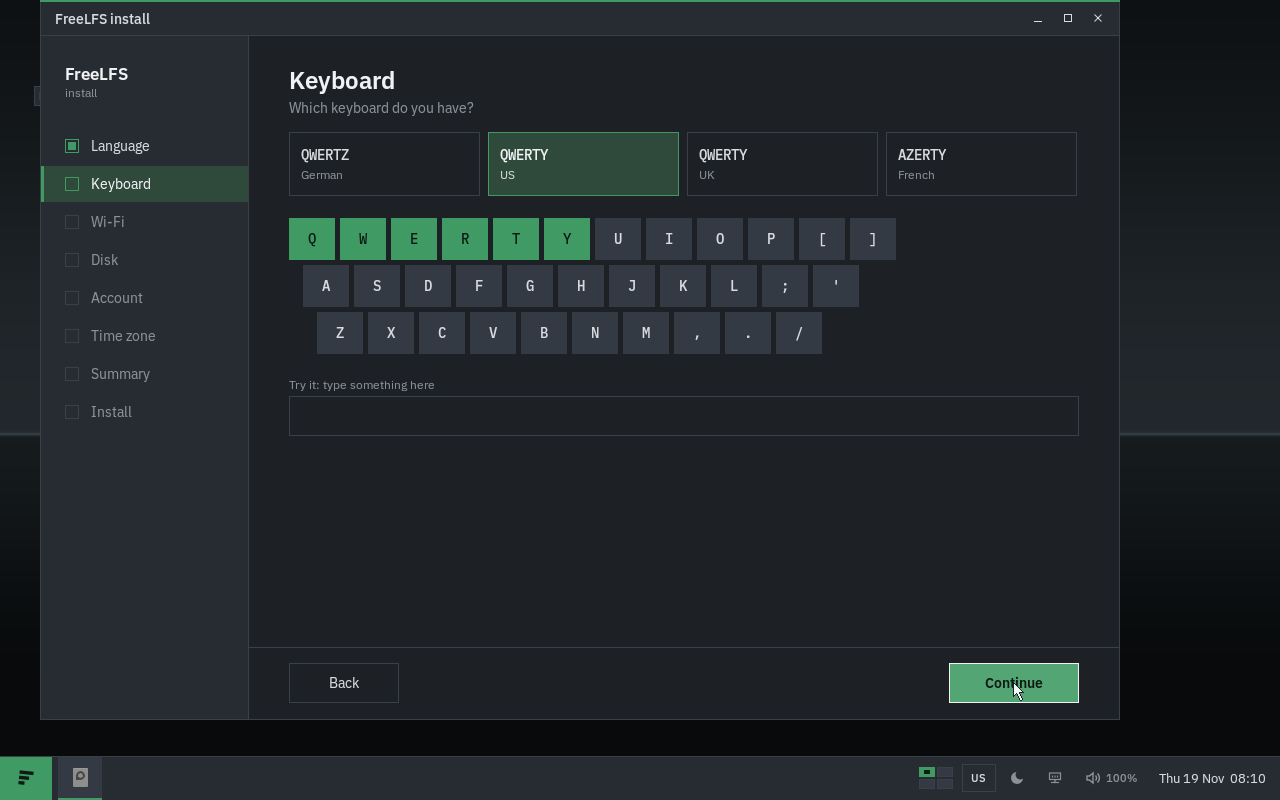 FreeLFS install
FreeLFS
install
Language
Keyboard
Wi-Fi
Disk
Account
Time zone
Summary
Install
Keyboard
Which keyboard do you have?
QWERTZ
German
QWERTY
US
QWERTY
UK
AZERTY
French
Q W E R T Y U I O P [ ]
A S D F G H J K L ; '
Z X C V B N M , . /
Try it: type something here
Back
Continue
US
100%
Thu 19 Nov 08:10